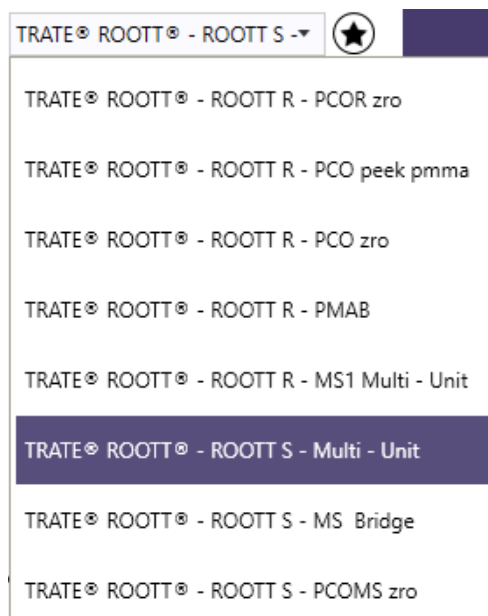 TRATE® ROOTT® - ROOTT S -
TRATE® ROOTT® - ROOTT R - PCOR zro
TRATE® ROOTT® - ROOTT R - PCO peek pmma
TRATE® ROOTT® - ROOTT R - PCO zro
TRATE® ROOTT® - ROOTT R - PMAB
TRATE® ROOTT® - ROOTT R - MS1 Multi - Unit
TRATE® ROOTT® - ROOTT S - Multi - Unit
TRATE® ROOTT® - ROOTT S - MS  Bridge
TRATE® ROOTT® - ROOTT S - PCOMS zro